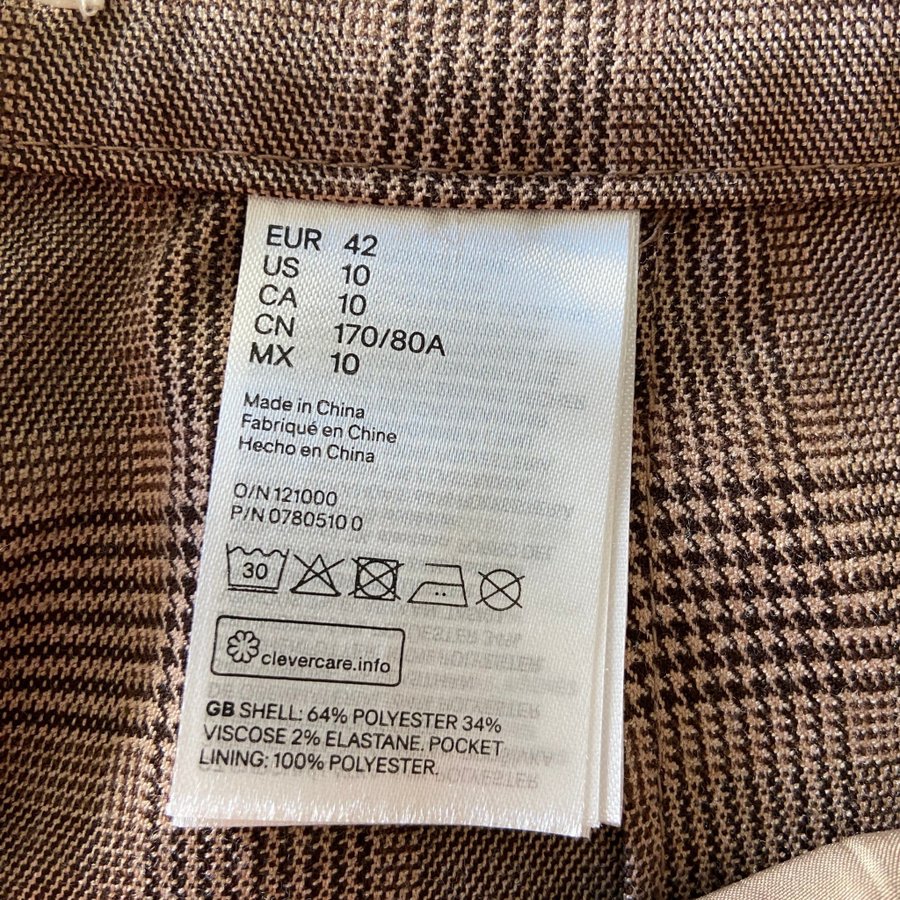 EUR 42
US 10
CA 10
CN 170/80A
MX 10
Made in China
Fabriqué en Chine
Hecho en China
O/N 121000
P/N 0780510 0
30
clevercare.info
GB SHELL: 64% POLYESTER 34%
VISCOSE 2% ELASTANE. POCKET
LINING: 100% POLYESTER.